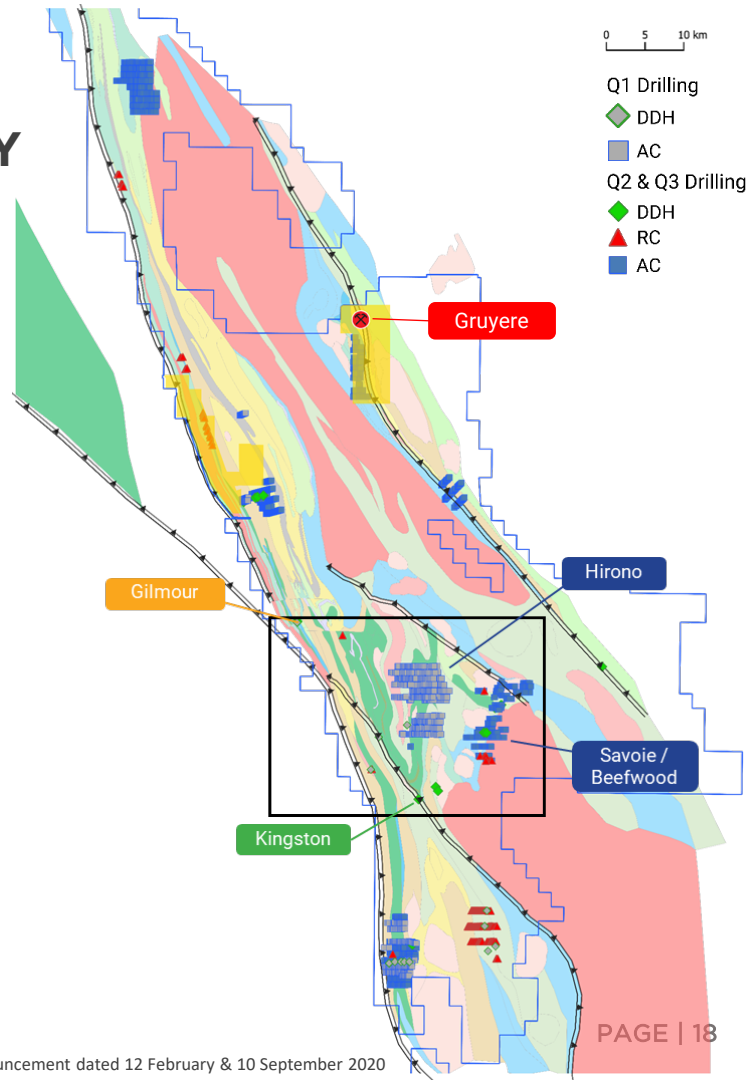 0 5 10 km
Q1 Drilling
DDH
AC
Q2 & Q3 Drilling
DDH
RC
AC
Y
Gruyere
Hirono
Gilmour
Savoie /
Beefwood
Kingston
PAGE | 18
uncement dated 12 February & 10 September 2020